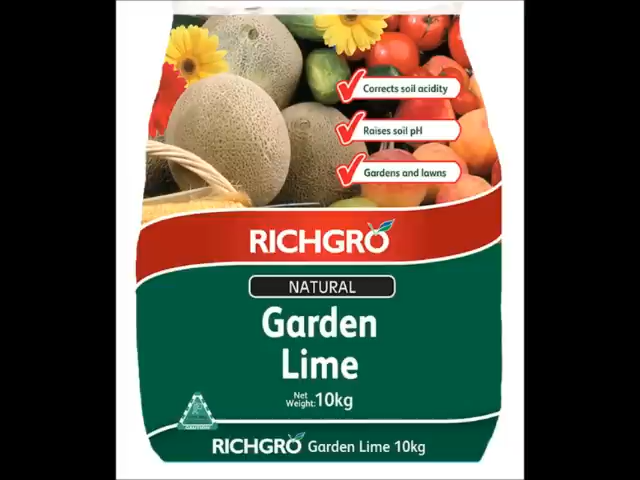 Corrects soil acidity
Raises soil pH
Gardens and lawns
RICHGRO
NATURAL
Garden
Lime
Net
Weight: 10kg
CAUTION
RICHGRO Garden Lime 10kg